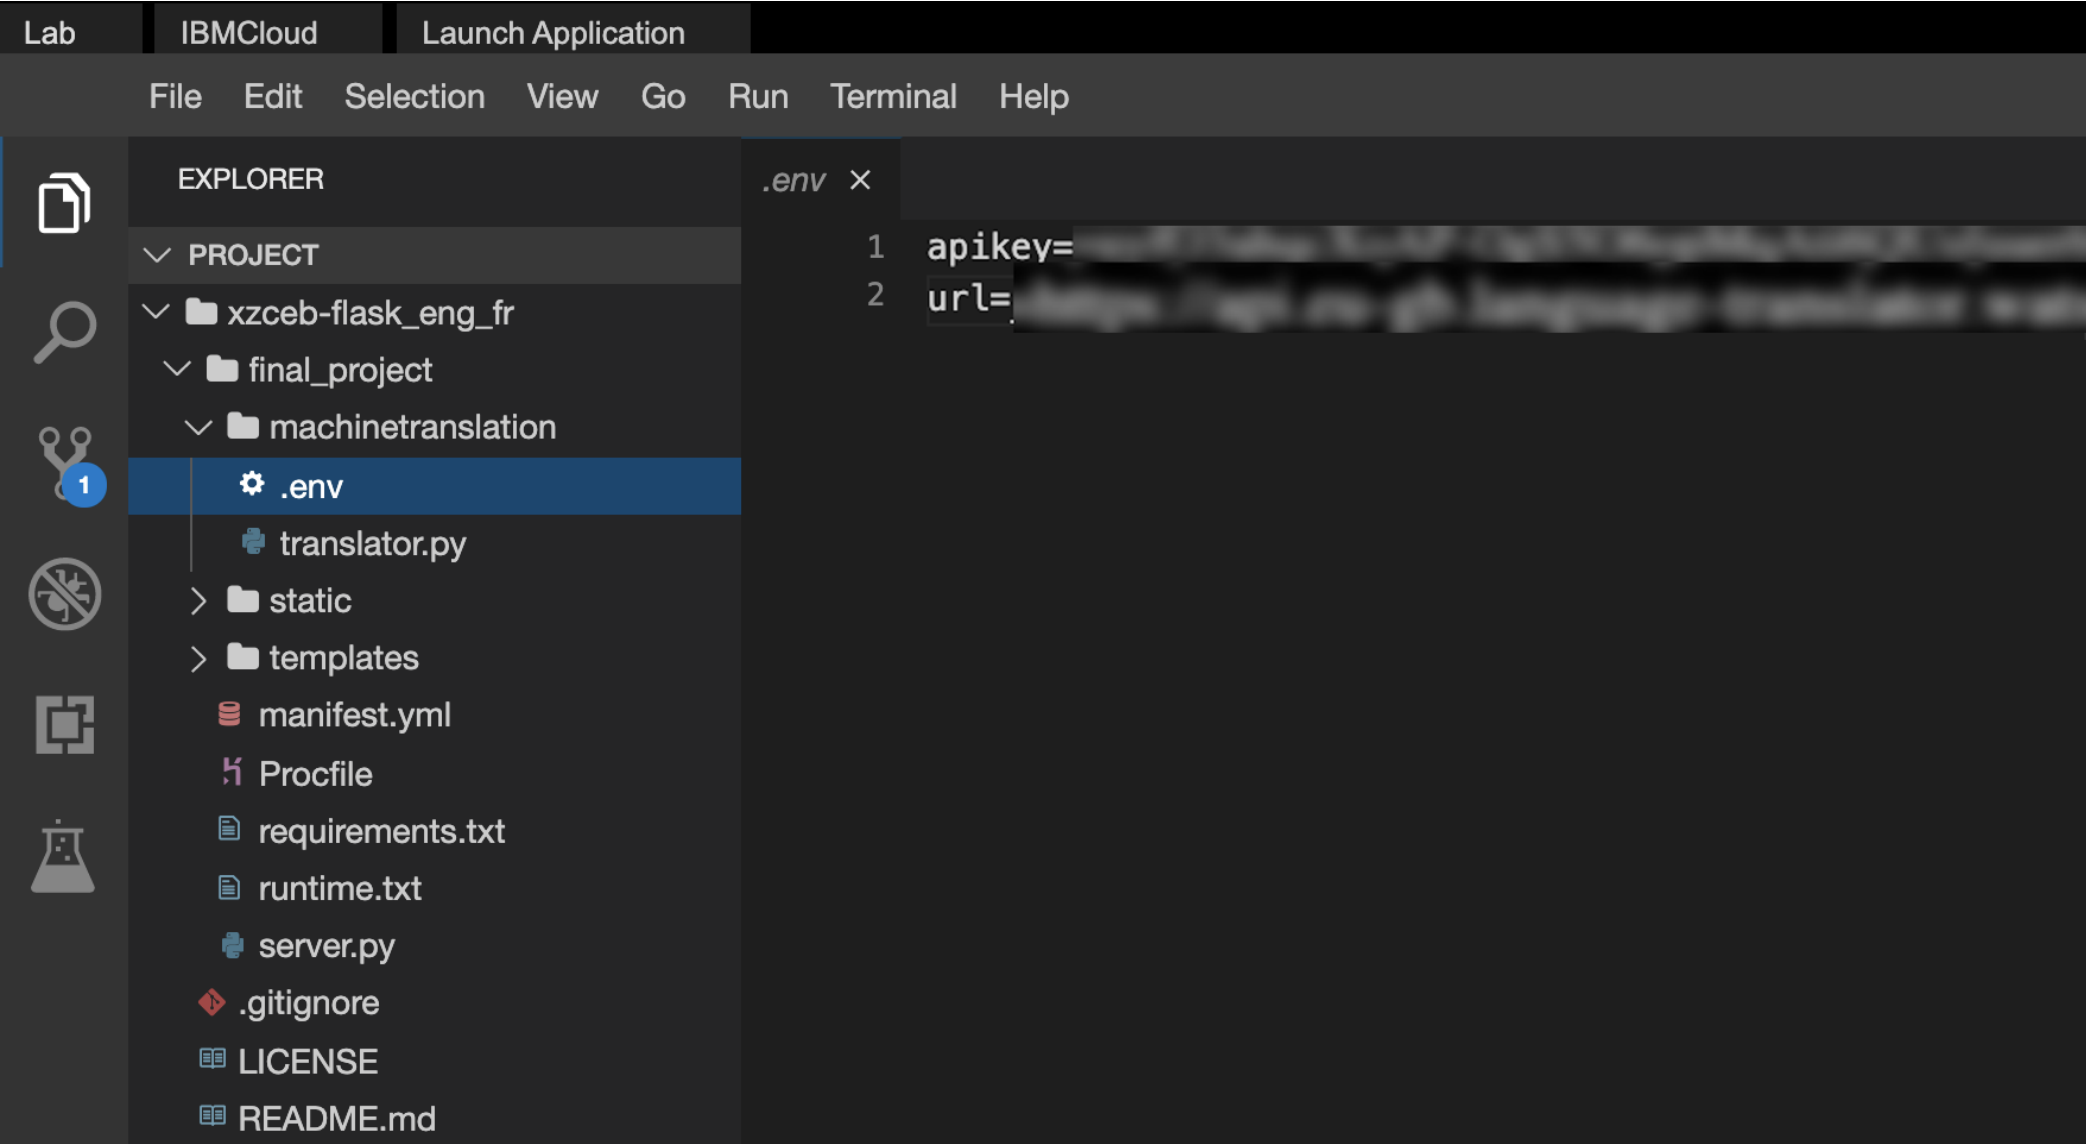 Lab IBMCloud Launch Application
File Edit Selection View Go Run Terminal Help
EXPLORER
PROJECT
xzceb-flask_eng_fr
final_project
machinetranslation
.env
translator.py
static
templates
manifest.yml
Procfile
requirements.txt
runtime.txt
server.py
.gitignore
LICENSE
README.md
1
.env
1 apikey=
2 url=